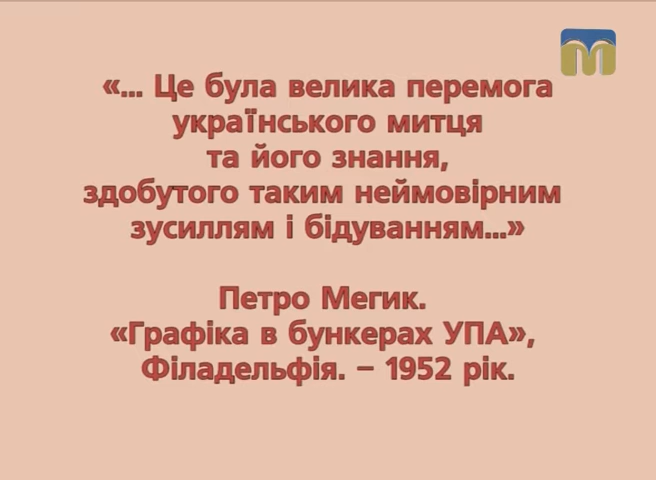 «... Це була велика перемога
українського митця
та його знання,
здобутого таким неймовірним
зусиллям і бідуванням...»
Петро Мегик.
«Графіка в бункерах УПА»,
Філадельфія. – 1952 рік.